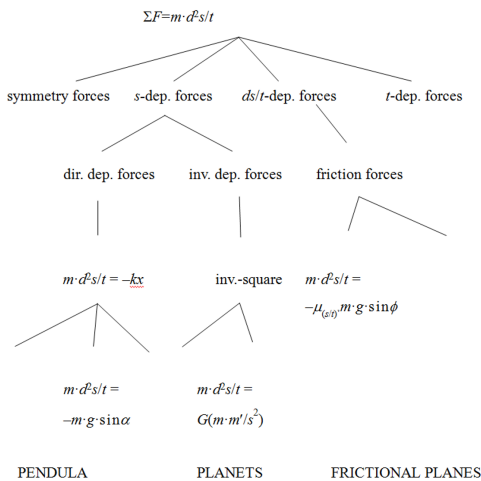 ΣF=m·d²s/t
symmetry forces s-dep. forces ds/t-dep. forces t-dep. forces
dir. dep. forces inv. dep. forces friction forces
m·d²s/t = –kx inv.-square m·d²s/t =
–μ(s/t)·m·g·sinϕ
m·d²s/t = m·d²s/t =
–m·g·sinα G(m·m′/s²)
PENDULA PLANETS FRICTIONAL PLANES